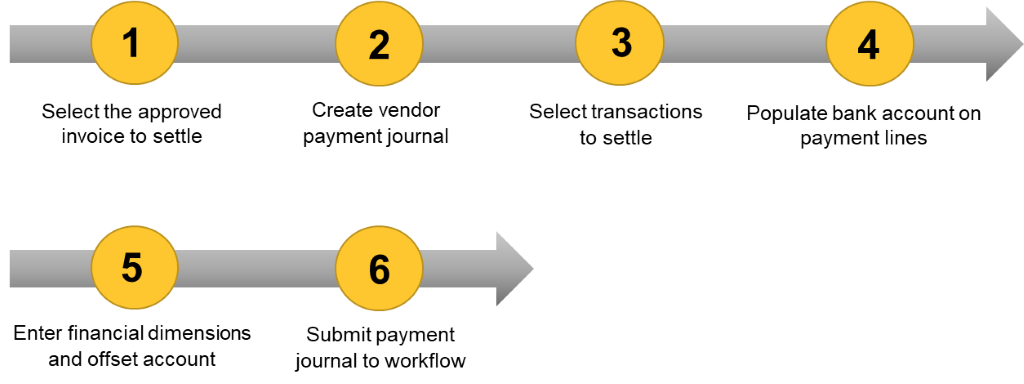 1
2
3
4
Select the approved
invoice to settle
Create vendor
payment journal
Select transactions
to settle
Populate bank account on
payment lines
5
6
Enter financial dimensions
and offset account
Submit payment
journal to workflow